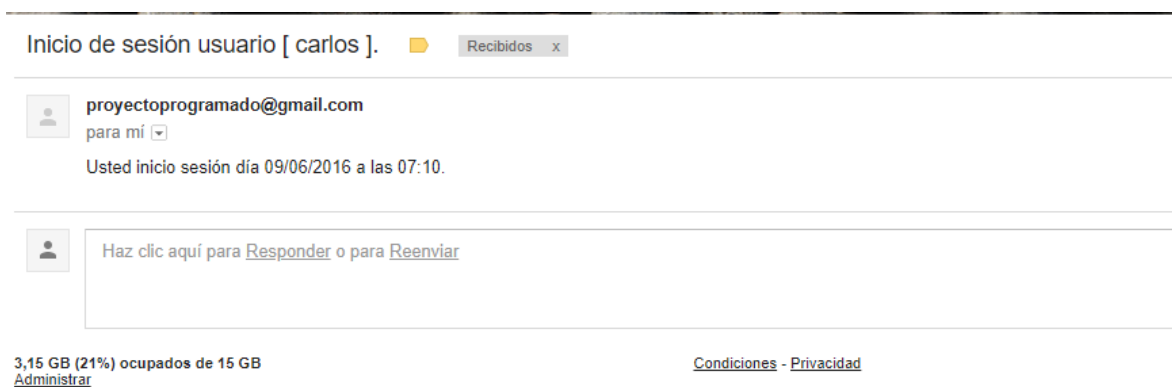 Inicio de sesión usuario [ carlos ].
Recibidos x
proyectoprogramado@gmail.com
para mí
Usted inicio sesión día 09/06/2016 a las 07:10.
Haz clic aquí para Responder o para Reenviar
3,15 GB (21%) ocupados de 15 GB
Administrar
Condiciones - Privacidad